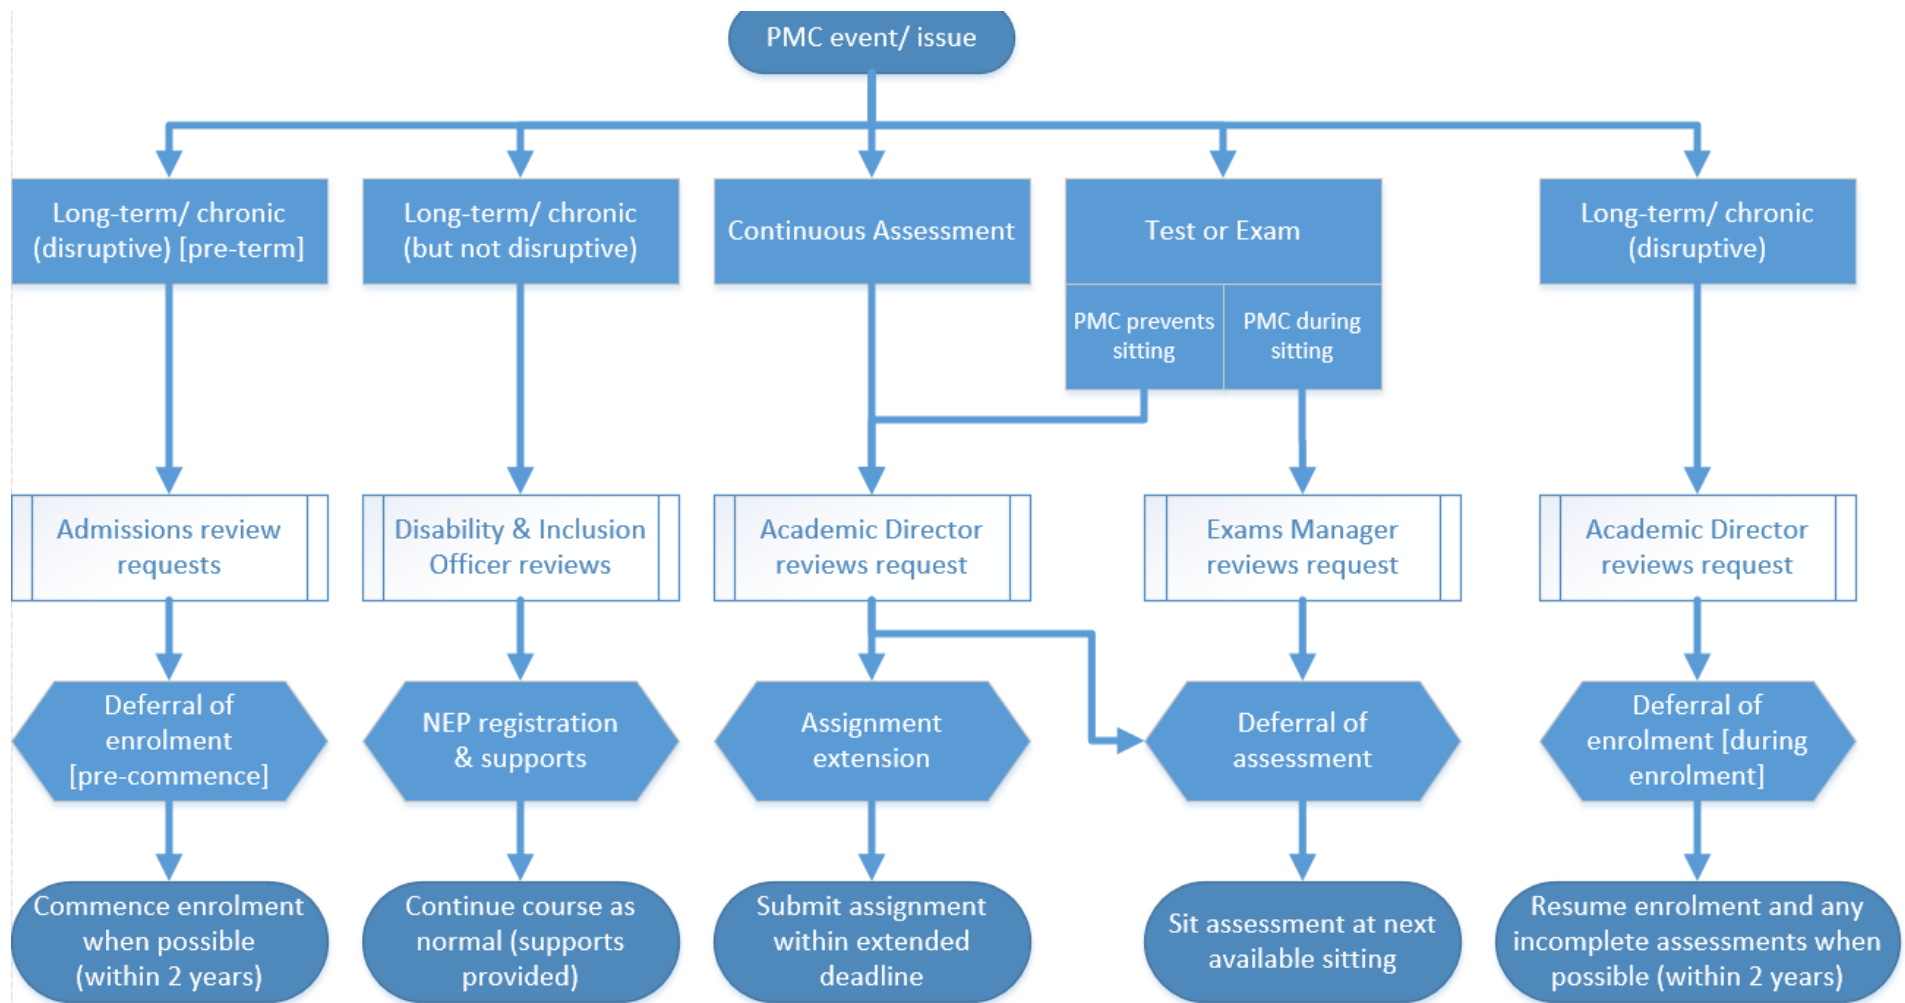 PMC event/ issue
Long-term/ chronic
(disruptive) [pre-term]
Long-term/ chronic
(but not disruptive)
Continuous Assessment
Test or Exam
PMC prevents
sitting
PMC during
sitting
Long-term/ chronic
(disruptive)
Admissions review
requests
Disability & Inclusion
Officer reviews
Academic Director
reviews request
Exams Manager
reviews request
Academic Director
reviews request
Deferral of
enrolment
[pre-commence]
NEP registration
& supports
Assignment
extension
Deferral of
assessment
Deferral of
enrolment [during
enrolment]
Commence enrolment
when possible
(within 2 years)
Continue course as
normal (supports
provided)
Submit assignment
within extended
deadline
Sit assessment at next
available sitting
Resume enrolment and any
incomplete assessments when
possible (within 2 years)